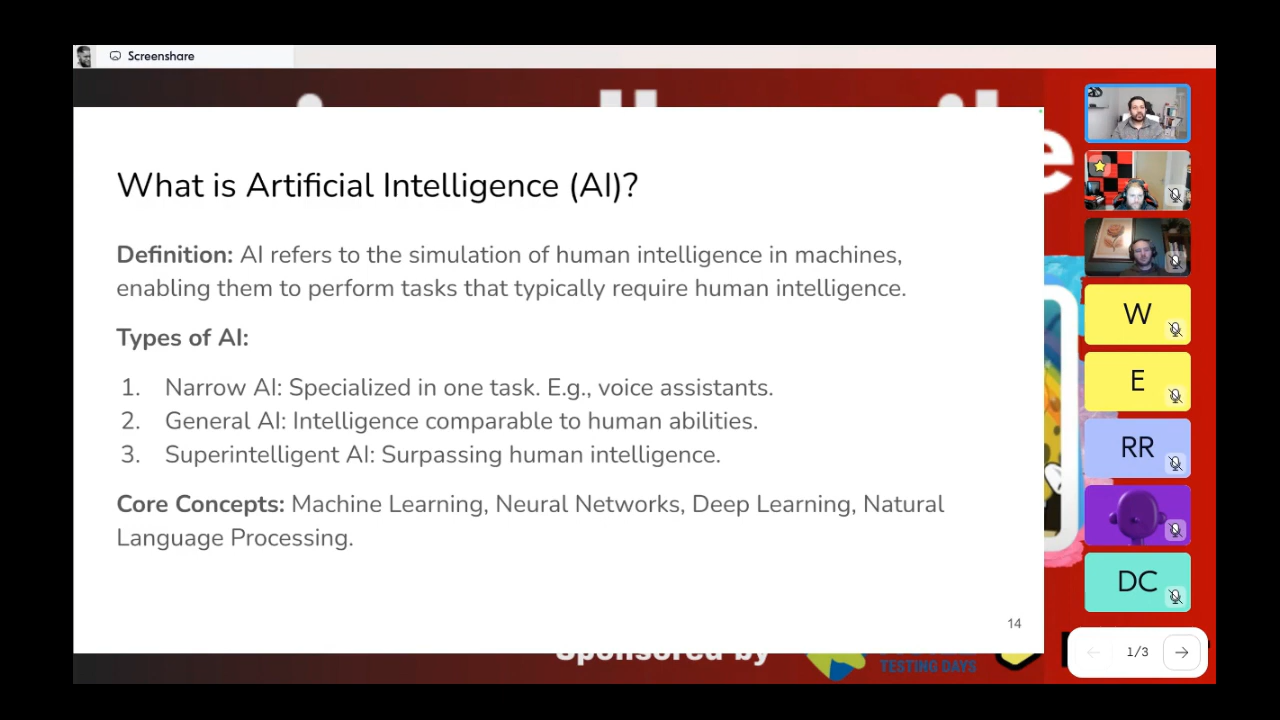 Screenshare
What is Artificial Intelligence (AI)?
Definition: AI refers to the simulation of human intelligence in machines,
enabling them to perform tasks that typically require human intelligence.
Types of AI:
1. Narrow AI: Specialized in one task. E.g., voice assistants.
2. General AI: Intelligence comparable to human abilities.
3. Superintelligent AI: Surpassing human intelligence.
Core Concepts: Machine Learning, Neural Networks, Deep Learning, Natural
Language Processing.
14
Sponsored by
TESTING DAYS
W
E
RR
DC
1/3